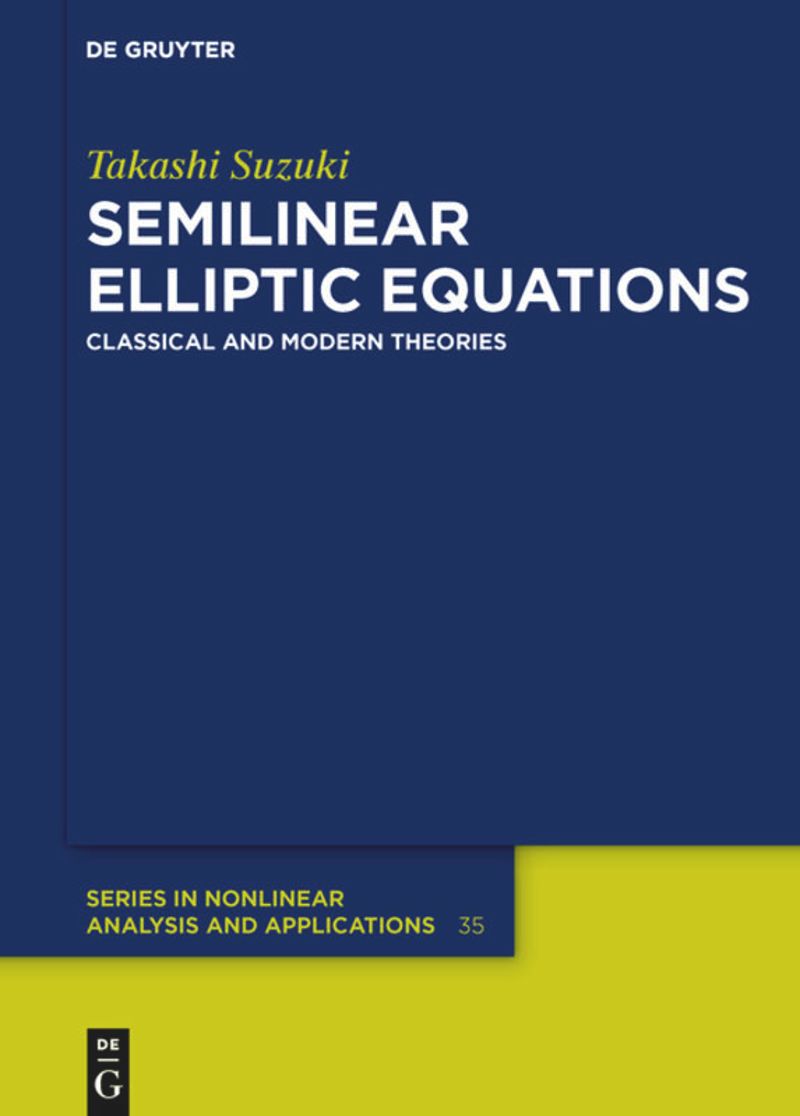 DE GRUYTER
Takashi Suzuki
SEMILINEAR
ELLIPTIC EQUATIONS
CLASSICAL AND MODERN THEORIES
SERIES IN NONLINEAR
ANALYSIS AND APPLICATIONS 35
DE
G